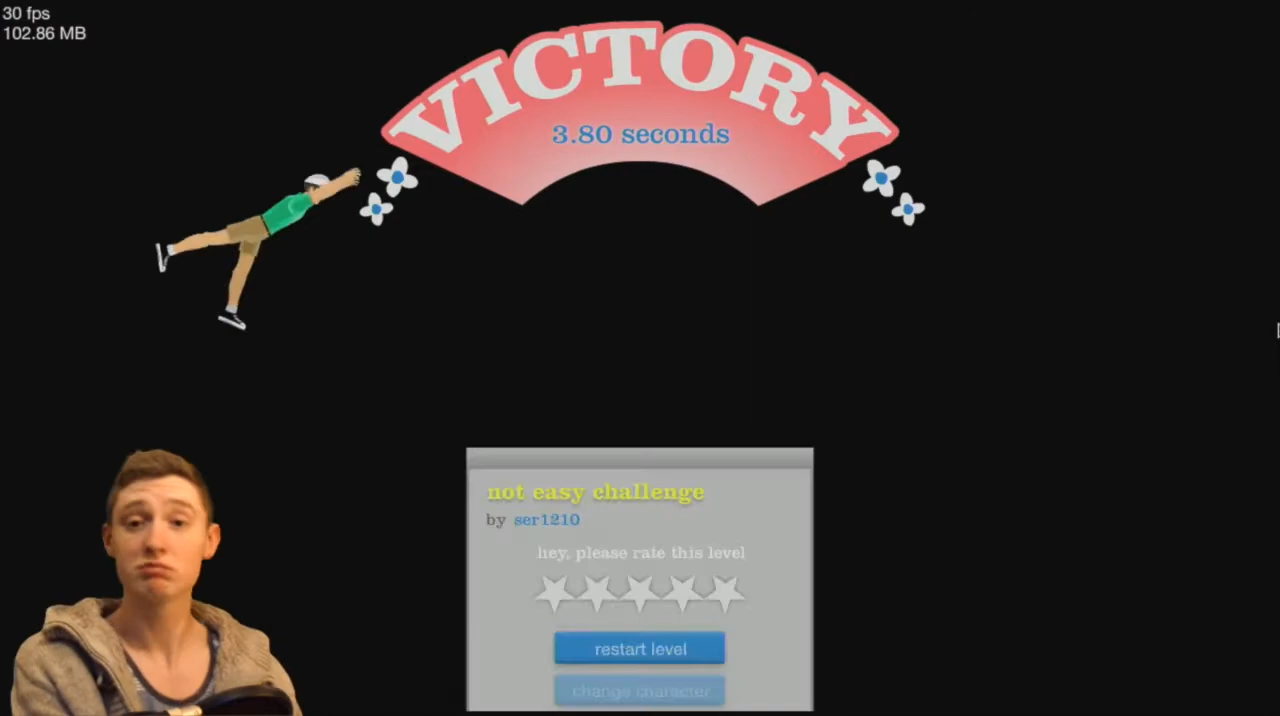 30 fps
102.86 MB
VICTORY
3.80 seconds
not easy challenge
by ser1210
hey, please rate this level
restart level
change character